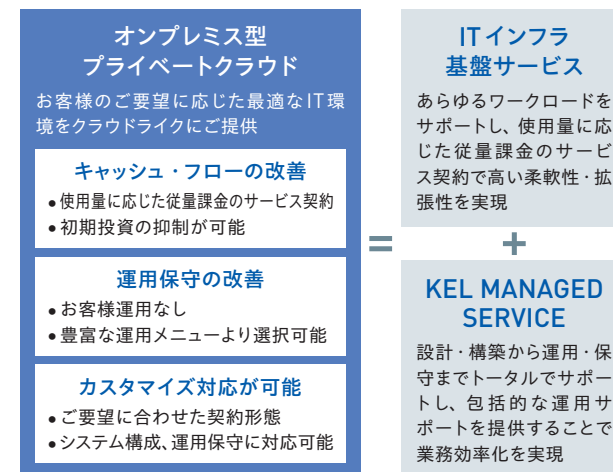 オンプレミス型
プライベートクラウド
お客様のご要望に応じた最適なIT環
境をクラウドライクにご提供
キャッシュ・フローの改善
●使用量に応じた従量課金のサービス契約
●初期投資の抑制が可能
運用保守の改善
●お客様運用なし
●豊富な運用メニューより選択可能
カスタマイズ対応が可能
●ご要望に合わせた契約形態
●システム構成、運用保守に対応可能
=
ITインフラ
基盤サービス
あらゆるワークロードを
サポートし、使用量に応
じた従量課金のサービ
ス契約で高い柔軟性・拡
張性を実現
+
KEL MANAGED
SERVICE
設計・構築から運用・保
守までトータルでサポー
トし、包括的な運用サ
ポートを提供することで
業務効率化を実現